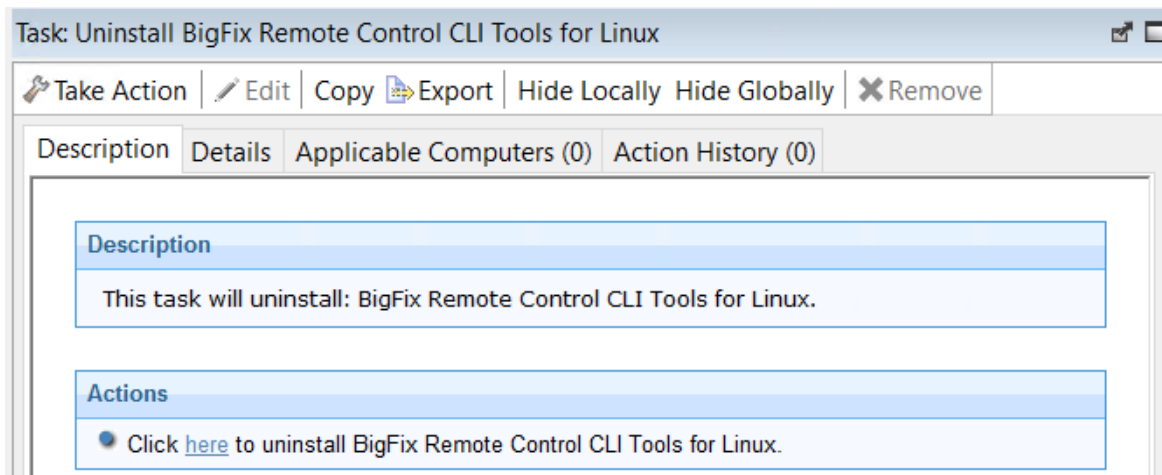 Task: Uninstall BigFix Remote Control CLI Tools for Linux
Take Action Edit Copy Export Hide Locally Hide Globally Remove
Description Details Applicable Computers (0) Action History (0)
Description
This task will uninstall: BigFix Remote Control CLI Tools for Linux.
Actions
Click here to uninstall BigFix Remote Control CLI Tools for Linux.